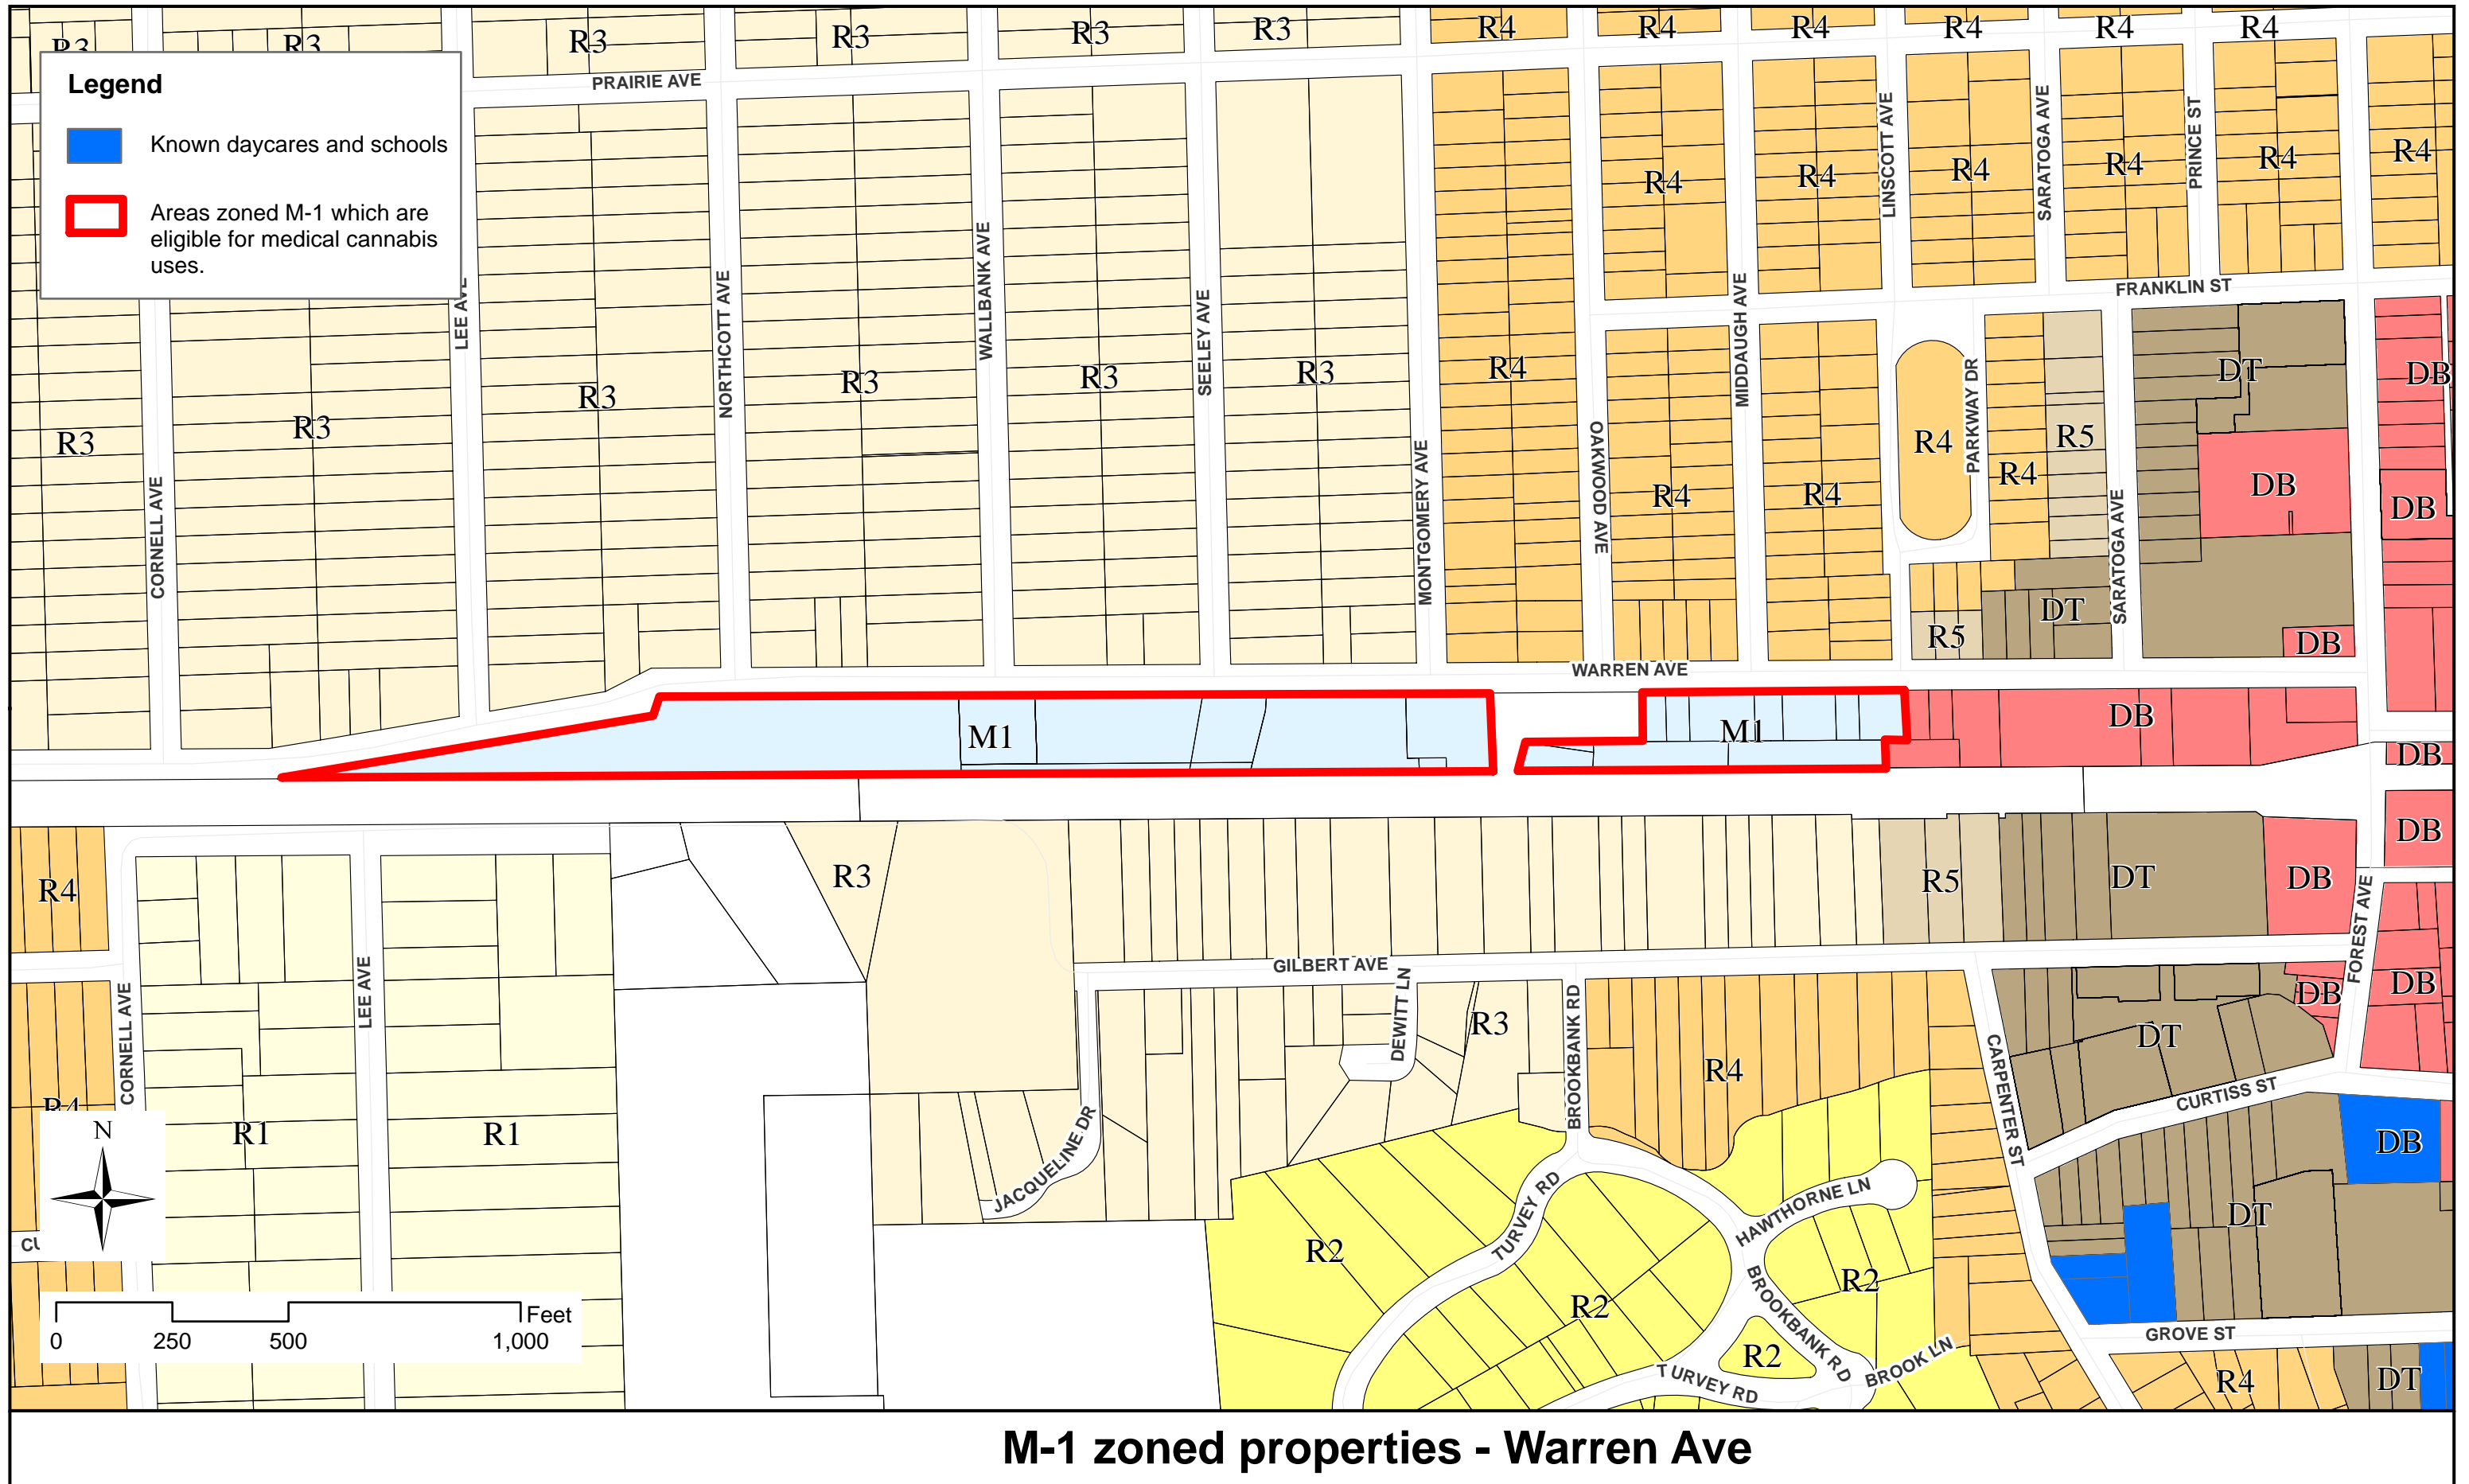 R3
R3
R3
R3
R3
R3
R4
R4
R4
R4
R4
R4
PRAIRIE AVE
Legend
Known daycares and schools
Areas zoned M-1 which are
eligible for medical cannabis
uses.
LINSCOTT AVE
SARATOGA AVE
PRINCE ST
R4
R4
R4
R4
R4
R4
LEE AVE
NORTHCOTT AVE
WALLBANK AVE
SEELEY AVE
MIDDAUGH AVE
FRANKLIN ST
R3
R3
R3
R3
R3
R3
R4
DT
DB
CORNELL AVE
MONTGOMERY AVE
OAKWOOD AVE
R4
R4
R4
PARKWAY DR
R4
R5
DB
DB
SARATOGA AVE
R5
DT
DB
WARREN AVE
M1
M1
DB
DB
DB
R4
R3
R5
DT
DB
FOREST AVE
GILBERT AVE
CORNELL AVE
LEE AVE
DEWITT LN
R3
BROOKBANK RD
R4
CARPENTER ST
DB
DB
DT
CURTISS ST
R4
R1
R1
N
JACQUELINE DR
DB
TURVEY RD
HAWTHORNE LN
DT
R2
R2
R2
CU
BROOKBANK RD
Feet
0
250
500
1,000
R2
TURVEY RD
BROOK LN
GROVE ST
R4
DT
M-1 zoned properties - Warren Ave